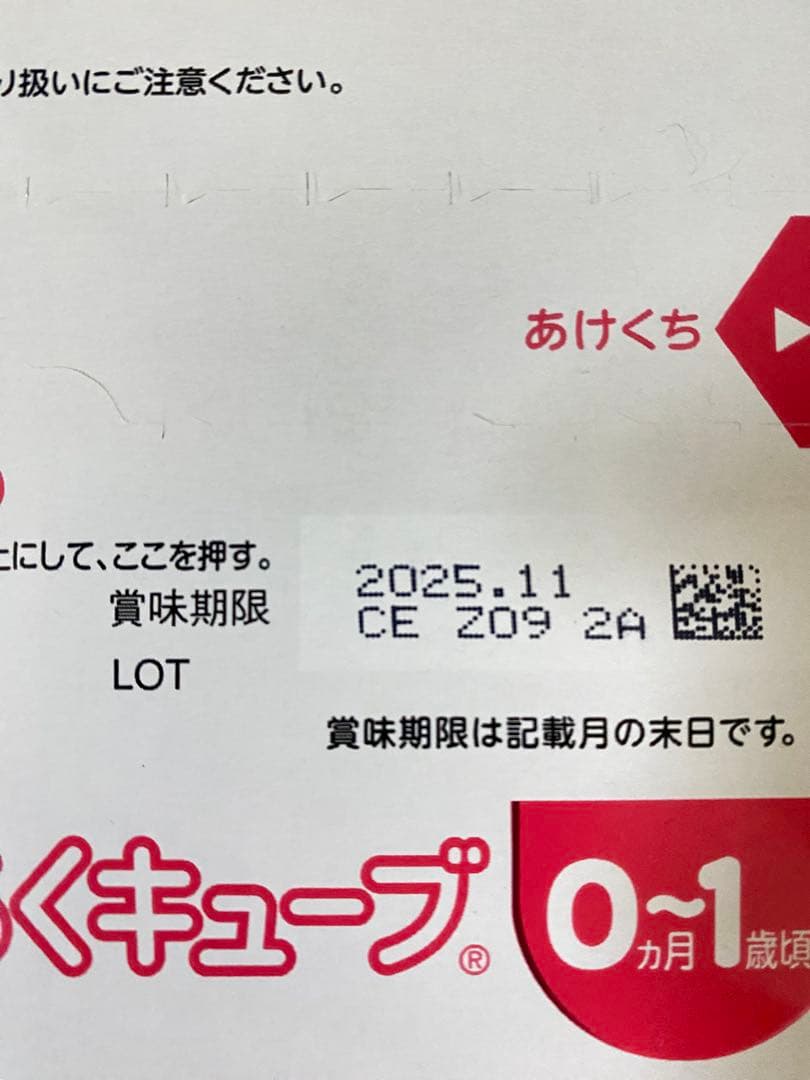 り扱いにご注意ください。
あけくち
上にして、ここを押す。
賞味期限
2025.11
LOT
CE Z09 2A
賞味期限は記載月の末日です。
くキューブ®
0ヵ月~1歳頃